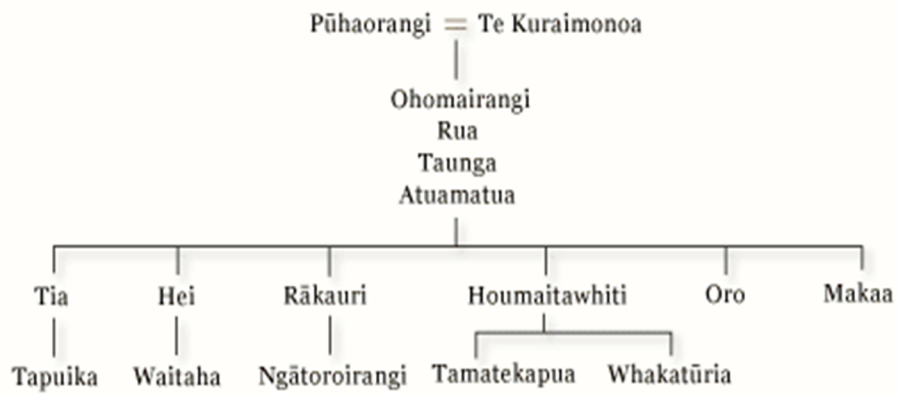 Pūhaorangi = Te Kuraimonoa
Ohomairangi
Rua
Taunga
Atuamatua
Tia Hei Rākauri Houmaitawhiti Oro Makaa
Tapuika Waitaha Ngātoroirangi Tamatekapua Whakatūria